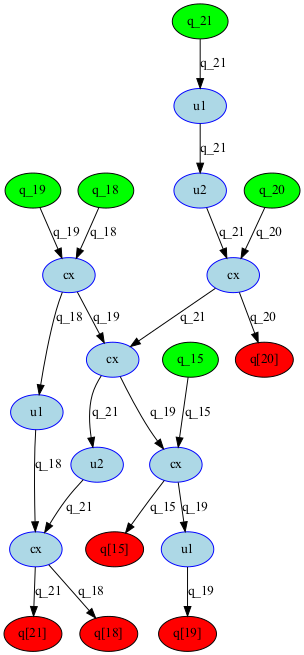 q_21
q_21
u1
q_21
q_19 q_18 u2 q_20
q_19 q_18 q_21 q_20
cx cx
q_18 q_19 q_21 q_20
cx q_15 q[20]
u1 q_21 q_19 q_15
q_18 u2 cx
q_21 q_15 q_19
cx q[15] u1
q_21 q_18 q_19
q[21] q[18] q[19]